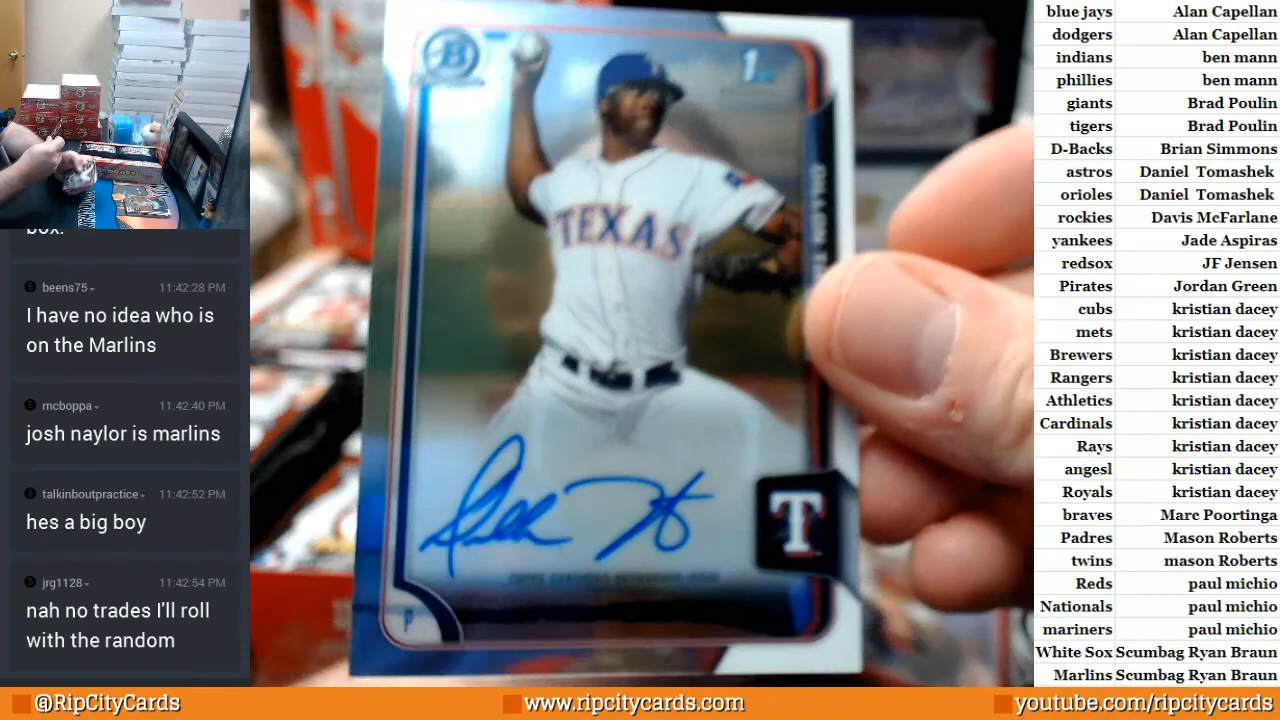 box.
beens75 11:42:28 PM
I have no idea who is
on the Marlins
mcboppa 11:42:40 PM
josh naylor is marlins
talkinboutpractice 11:42:52 PM
hes a big boy
jrg1128 11:42:54 PM
nah no trades I'll roll
with the random
B
1
TEXAS
T
P
blue jays Alan Capellan
dodgers Alan Capellan
indians ben mann
phillies ben mann
giants Brad Poulin
tigers Brad Poulin
D-Backs Brian Simmons
astros Daniel Tomashek
orioles Daniel Tomashek
rockies Davis McFarlane
yankees Jade Aspiras
redsox JF Jensen
Pirates Jordan Green
cubs kristian dacey
mets kristian dacey
Brewers kristian dacey
Rangers kristian dacey
Athletics kristian dacey
Cardinals kristian dacey
Rays kristian dacey
angesl kristian dacey
Royals kristian dacey
braves Marc Poortinga
Padres Mason Roberts
twins mason Roberts
Reds paul michio
Nationals paul michio
mariners paul michio
White Sox Scumbag Ryan Braun
Marlins Scumbag Ryan Braun
@RipCityCards
www.ripcitycards.com
youtube.com/ripcitycards